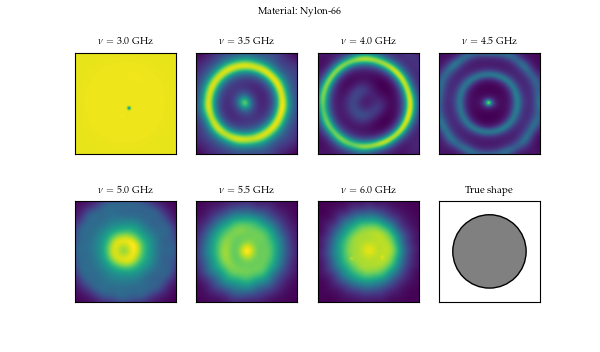 Material: Nylon-66
ν = 3.0 GHz
ν = 3.5 GHz
ν = 4.0 GHz
ν = 4.5 GHz
ν = 5.0 GHz
ν = 5.5 GHz
ν = 6.0 GHz
True shape